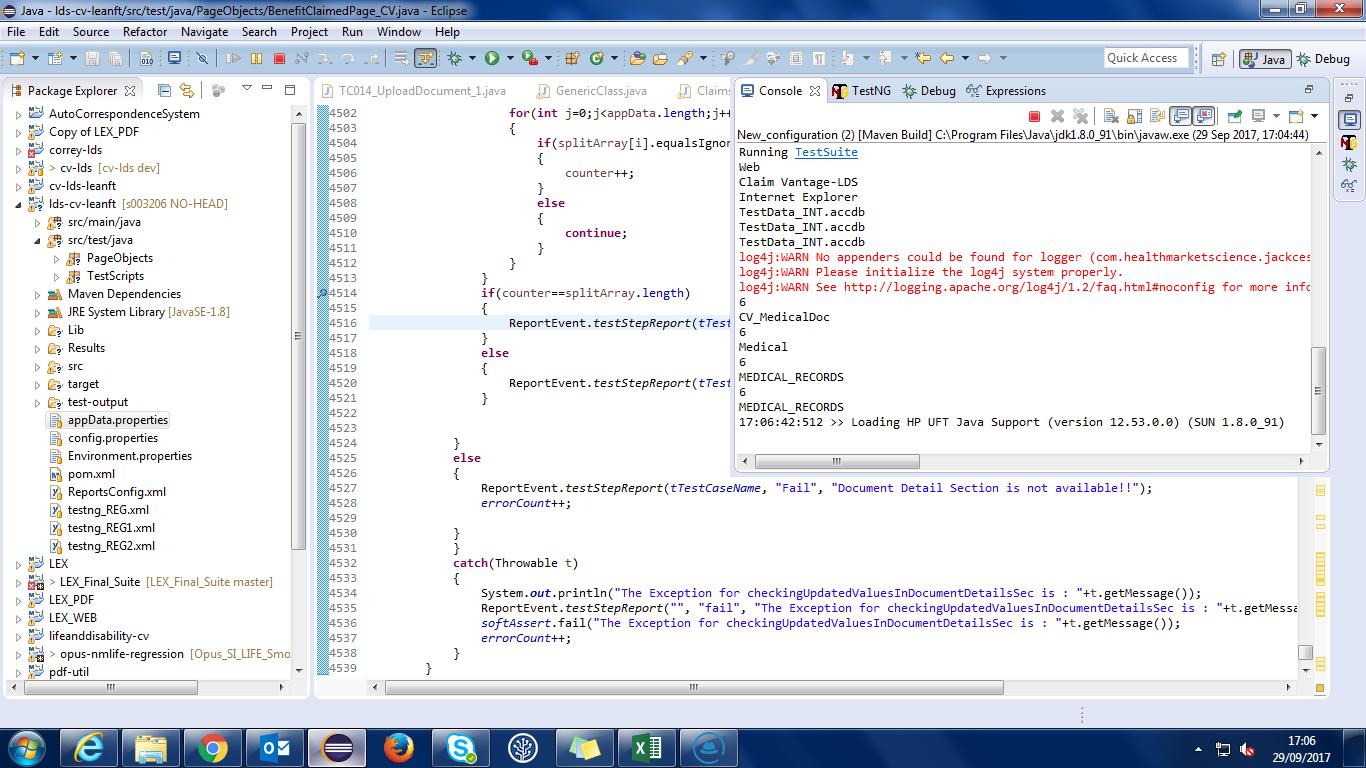 Java - lds-cv-leanft/src/test/java/PageObjects/BenefitClaimedPage_CV.java - Eclipse
File Edit Source Refactor Navigate Search Project Run Window Help
Quick Access Java Debug
Package Explorer
AutoCorrespondenceSystem
Copy of LEX_PDF
correy-lds
> cv-lds [cv-lds dev]
cv-lds-leanft
lds-cv-leanft [s003206 NO-HEAD]
src/main/java
src/test/java
PageObjects
TestScripts
Maven Dependencies
JRE System Library [JavaSE-1.8]
Lib
Results
src
target
test-output
appData.properties
config.properties
Environment.properties
pom.xml
ReportsConfig.xml
testng_REG.xml
testng_REG1.xml
testng_REG2.xml
LEX
> LEX_Final_Suite [LEX_Final_Suite master]
LEX_PDF
LEX_WEB
lifeanddisability-cv
> opus-nmlife-regression [Opus_SI_LIFE_Smo
pdf-util
TC014_UploadDocument_1.java GenericClass.java Claims
4502 for(int j=0;j<appData.length;j++
4503 {
4504 if(splitArray[i].equalsIgnor
4505 {
4506 counter++;
4507 }
4508 else
4509 {
4510 continue;
4511 }
4512 }
4513 }
4514 if(counter==splitArray.length)
4515 {
4516 ReportEvent.testStepReport(tTest
4517 }
4518 else
4519 {
4520 ReportEvent.testStepReport(tTest
4521 }
4522
4523
4524 }
4525 else
4526 {
4527 ReportEvent.testStepReport(tTestCaseName, "Fail", "Document Detail Section is not available!!");
4528 errorCount++;
4529
4530 }
4531 }
4532 catch(Throwable t)
4533 {
4534 System.out.println("The Exception for checkingUpdatedValuesInDocumentDetailsSec is : "+t.getMessage());
4535 ReportEvent.testStepReport("", "fail", "The Exception for checkingUpdatedValuesInDocumentDetailsSec is : "+t.getMessa
4536 softAssert.fail("The Exception for checkingUpdatedValuesInDocumentDetailsSec is : "+t.getMessage());
4537 errorCount++;
4538 }
4539 }
Console TestNG Debug Expressions
New_configuration (2) [Maven Build] C:\Program Files\Java\jdk1.8.0_91\bin\javaw.exe (29 Sep 2017, 17:04:44)
Running TestSuite
Web
Claim Vantage-LDS
Internet Explorer
TestData_INT.accdb
TestData_INT.accdb
TestData_INT.accdb
log4j:WARN No appenders could be found for logger (com.healthmarketscience.jackces
log4j:WARN Please initialize the log4j system properly.
log4j:WARN See http://logging.apache.org/log4j/1.2/faq.html#noconfig for more info
6
CV_MedicalDoc
6
Medical
6
MEDICAL_RECORDS
6
MEDICAL_RECORDS
17:06:42:512 >> Loading HP UFT Java Support (version 12.53.0.0) (SUN 1.8.0_91)
17:06
29/09/2017